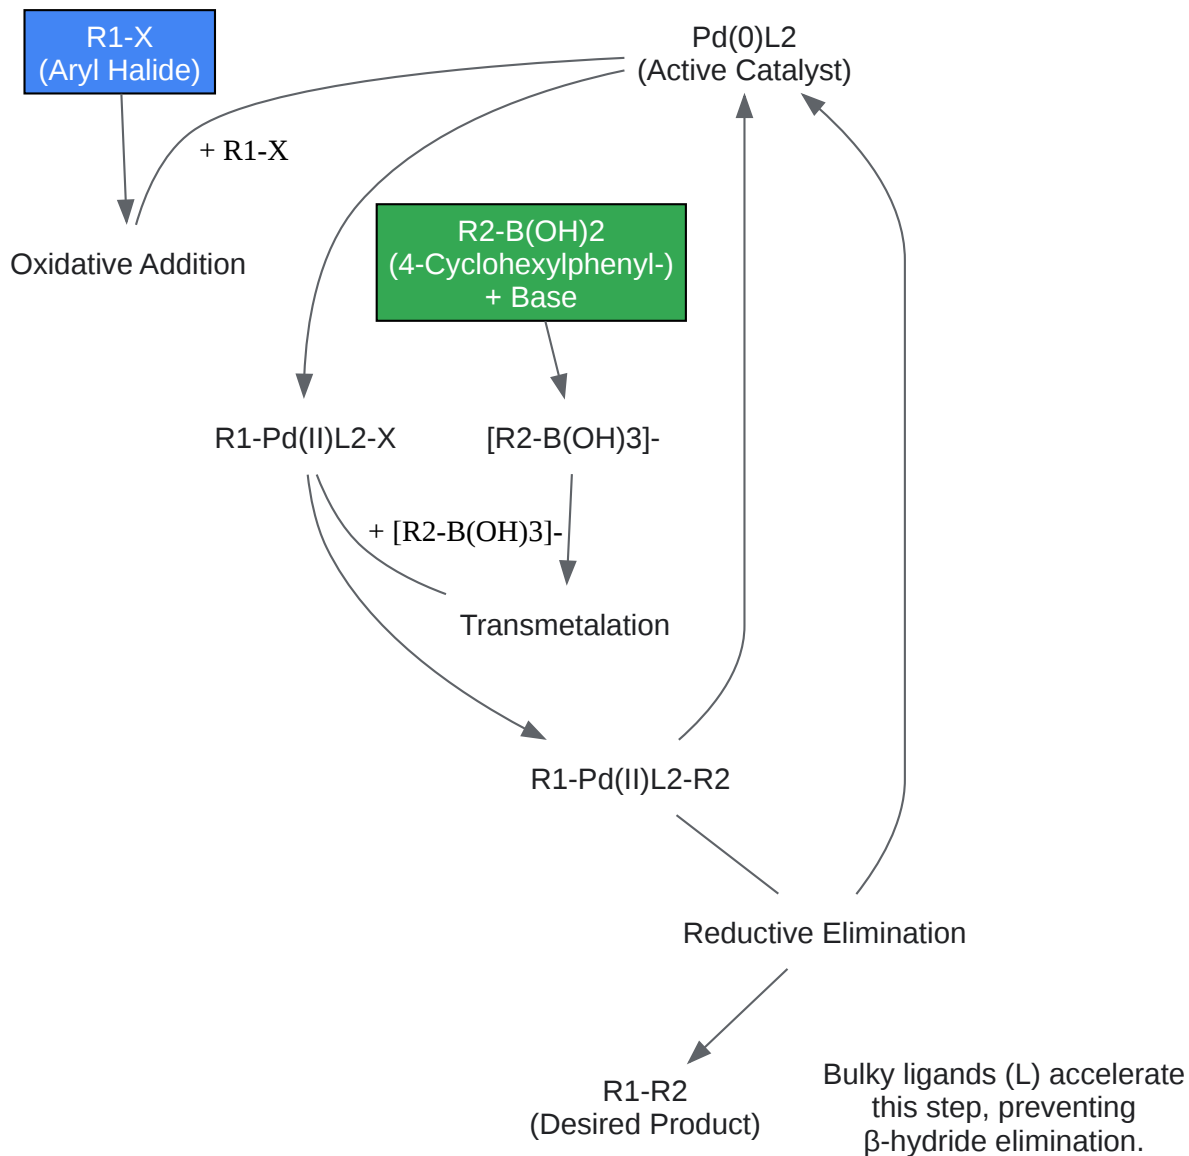 R1-X
(Aryl Halide)
Pd(0)L2
(Active Catalyst)
+ R1-X
R2-B(OH)2
(4-Cyclohexylphenyl-)
+ Base
Oxidative Addition
R1-Pd(II)L2-X
[R2-B(OH)3]-
+ [R2-B(OH)3]-
Transmetalation
R1-Pd(II)L2-R2
Reductive Elimination
R1-R2
(Desired Product)
Bulky ligands (L) accelerate
this step, preventing
β-hydride elimination.